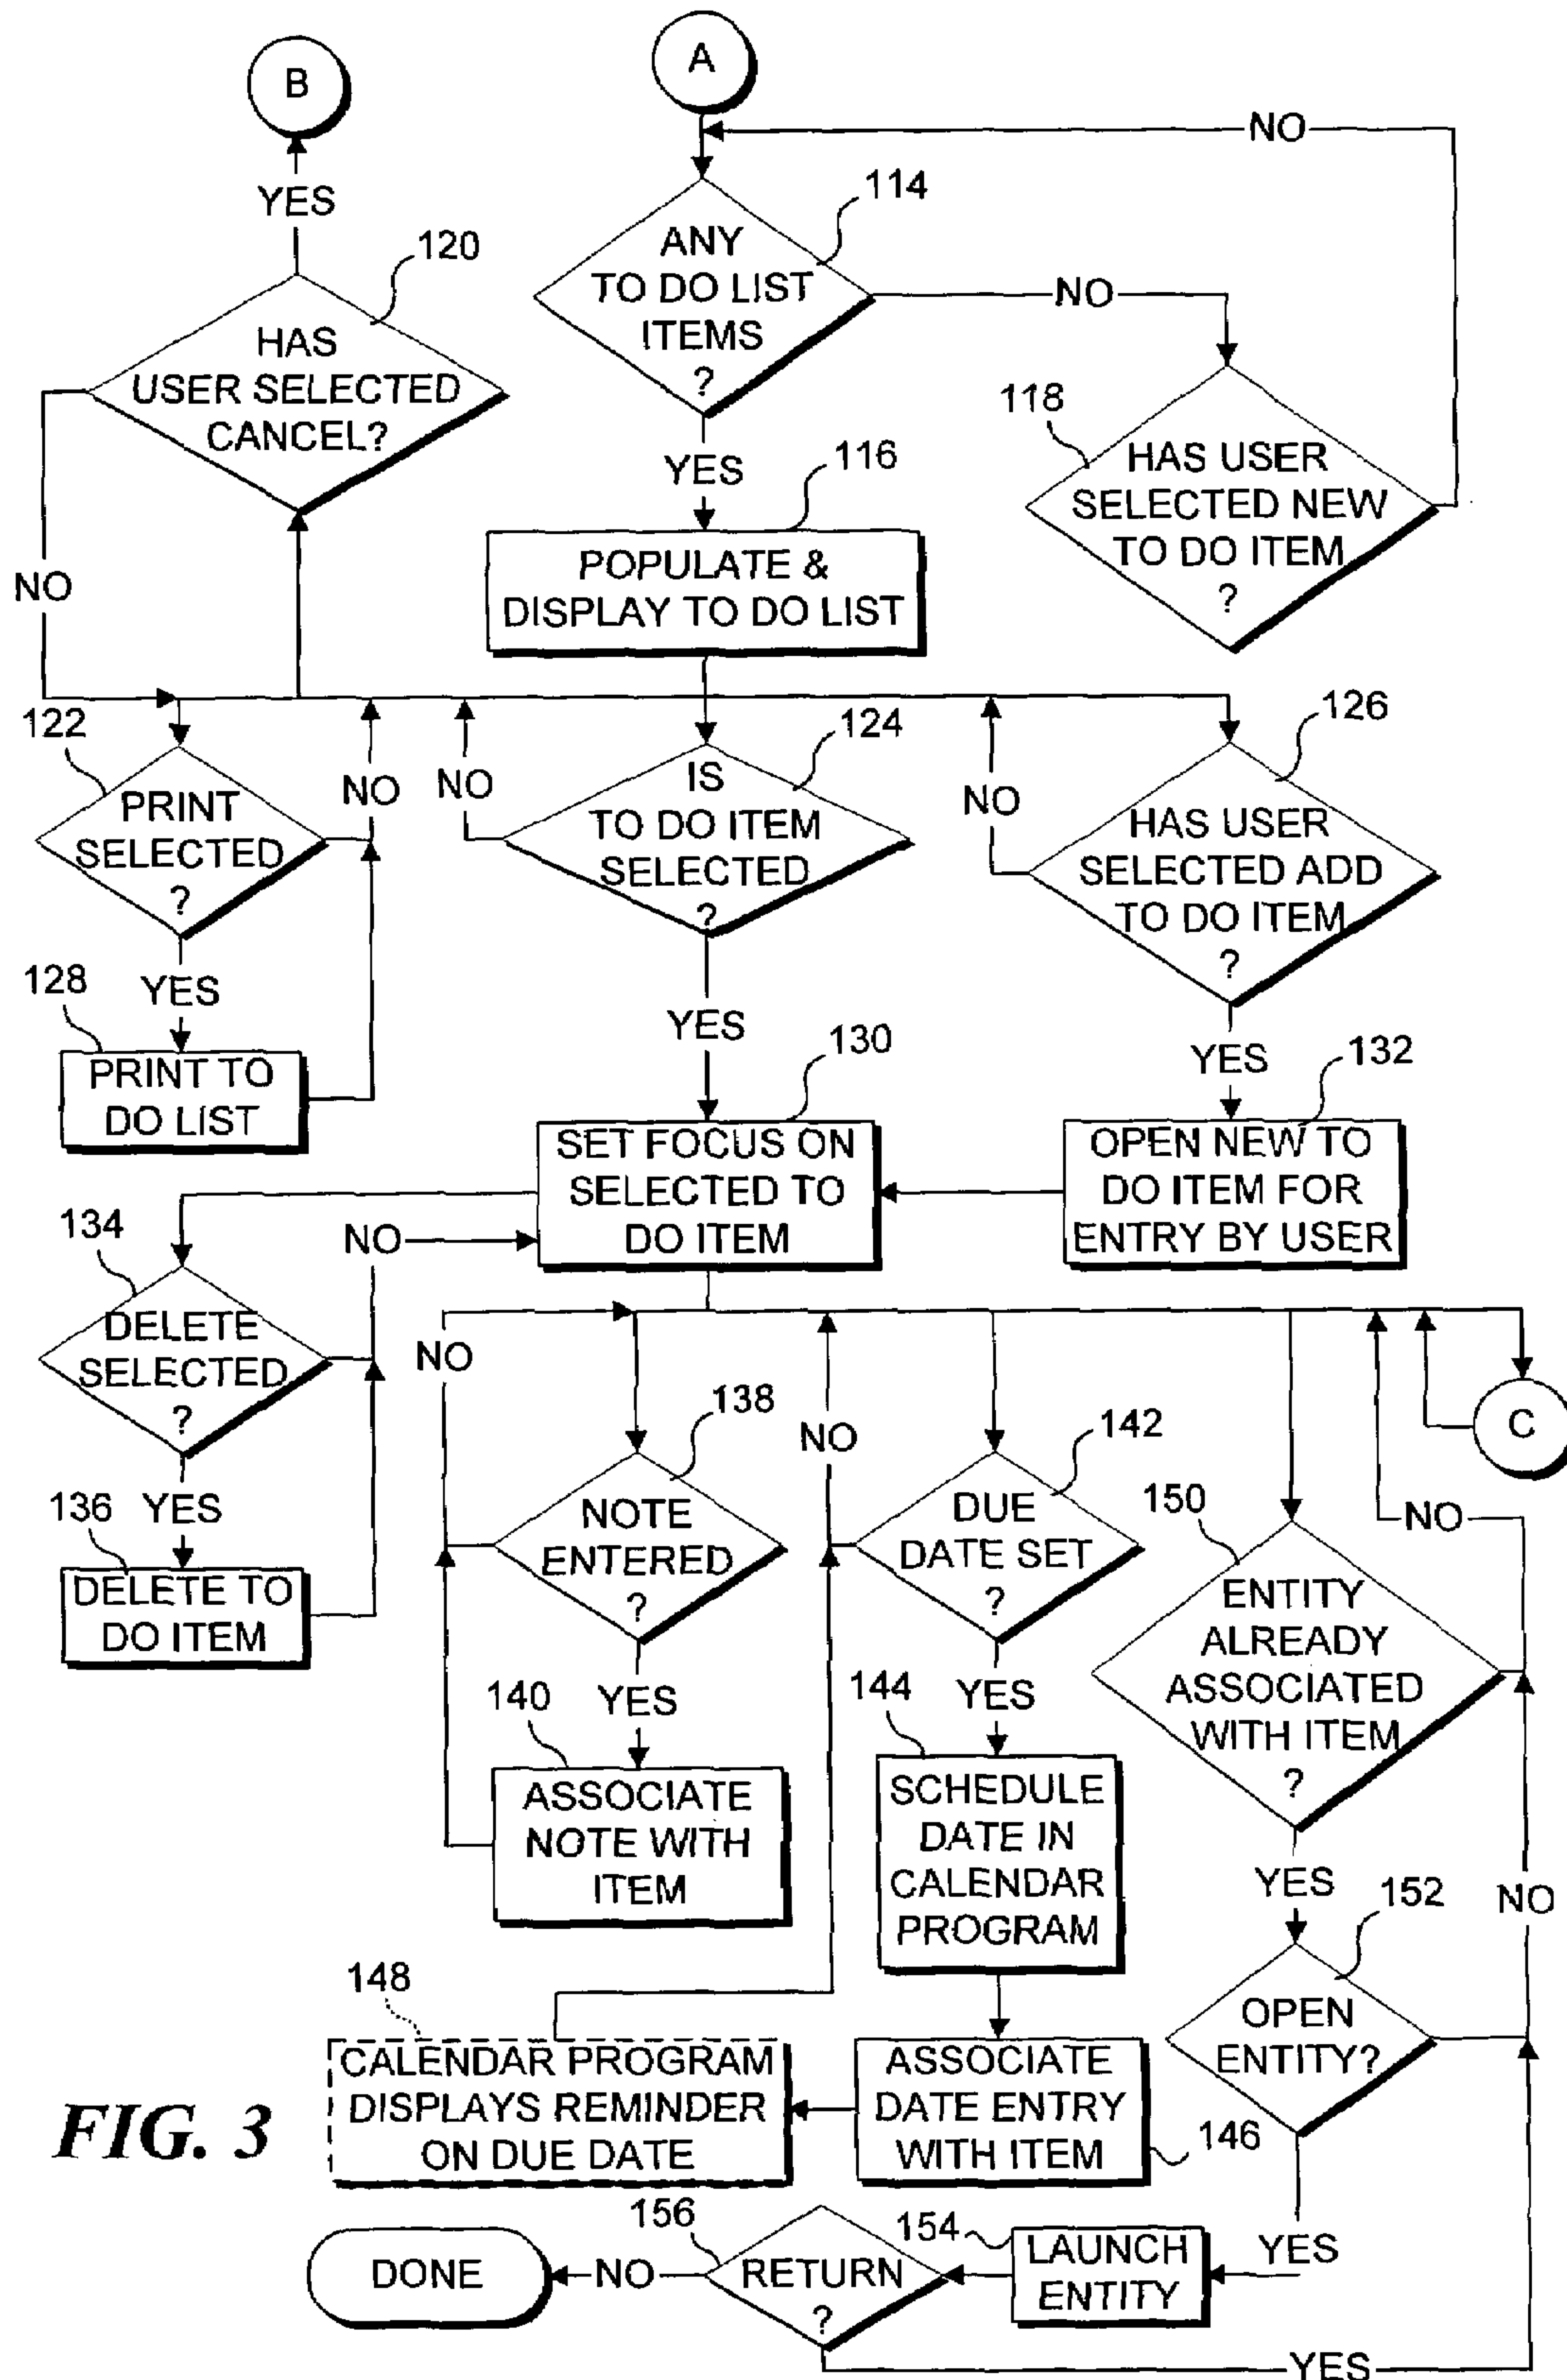 B
A
NO
YES
120
114
HAS
USER SELECTED
CANCEL?
ANY
TO DO LIST
ITEMS
?
NO
118
HAS USER
SELECTED NEW
TO DO ITEM
?
NO
YES
116
POPULATE &
DISPLAY TO DO LIST
122
PRINT
SELECTED
?
NO
NO
124
IS
TO DO ITEM
SELECTED
?
NO
126
HAS USER
SELECTED ADD
TO DO ITEM
?
128
YES
PRINT TO
DO LIST
YES
130
SET FOCUS ON
SELECTED TO
DO ITEM
YES
132
OPEN NEW TO
DO ITEM FOR
ENTRY BY USER
134
NO
DELETE
SELECTED
?
136
YES
DELETE TO
DO ITEM
NO
138
NOTE
ENTERED
?
NO
142
DUE
DATE SET
?
C
150
NO
ENTITY
ALREADY
ASSOCIATED
WITH ITEM
?
140
YES
ASSOCIATE
NOTE WITH
ITEM
144
YES
SCHEDULE
DATE IN
CALENDAR
PROGRAM
YES
NO
152
OPEN
ENTITY?
148
CALENDAR PROGRAM
DISPLAYS REMINDER
ON DUE DATE
ASSOCIATE
DATE ENTRY
WITH ITEM
146
FIG. 3
DONE
NO
156
RETURN
?
154
LAUNCH
ENTITY
YES
YES